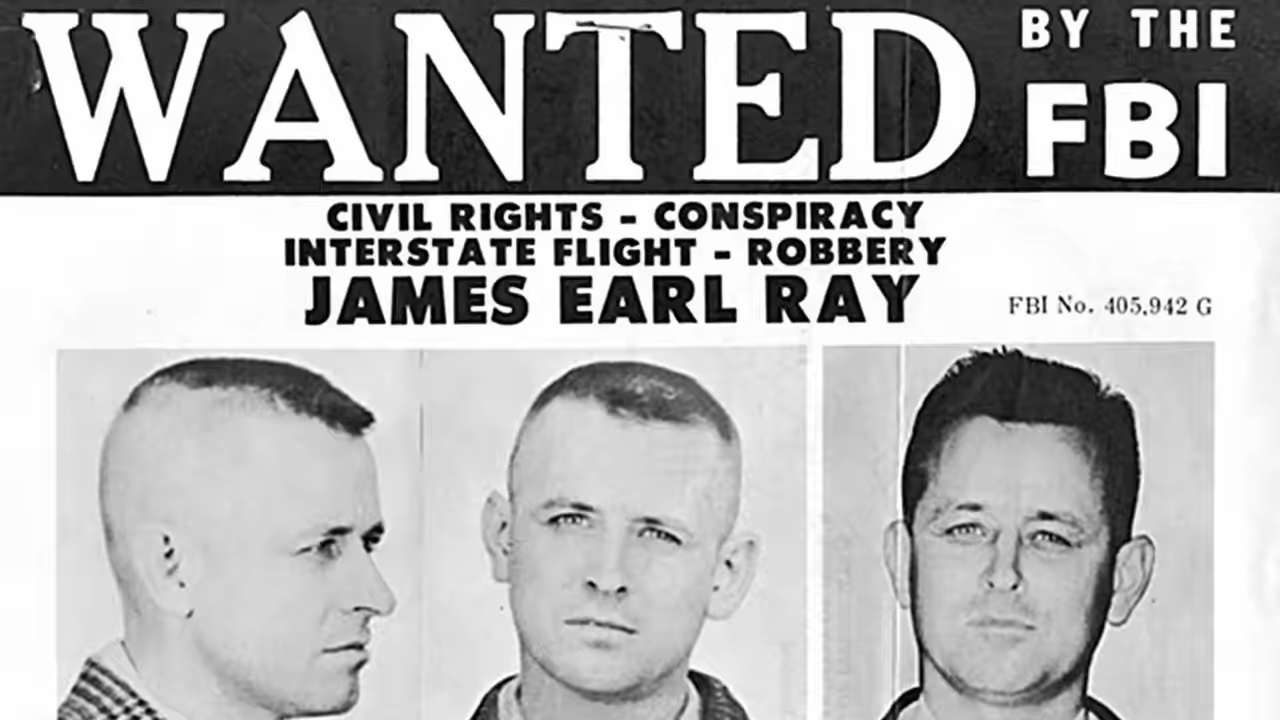 WANTED BY THE FBI
CIVIL RIGHTS - CONSPIRACY
INTERSTATE FLIGHT - ROBBERY
JAMES EARL RAY
FBI No. 405,942 G